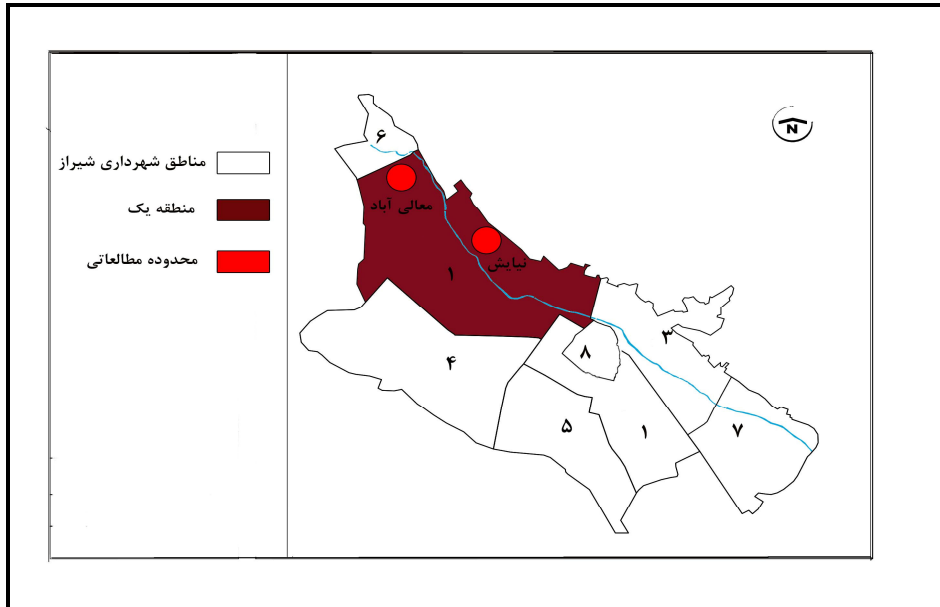 مناطق شهرداری شیراز
منطقه یک
محدوده مطالعاتی
N
۶
معالی آباد
نیایش
۱
۳
۸
۴
۵
۱
۷